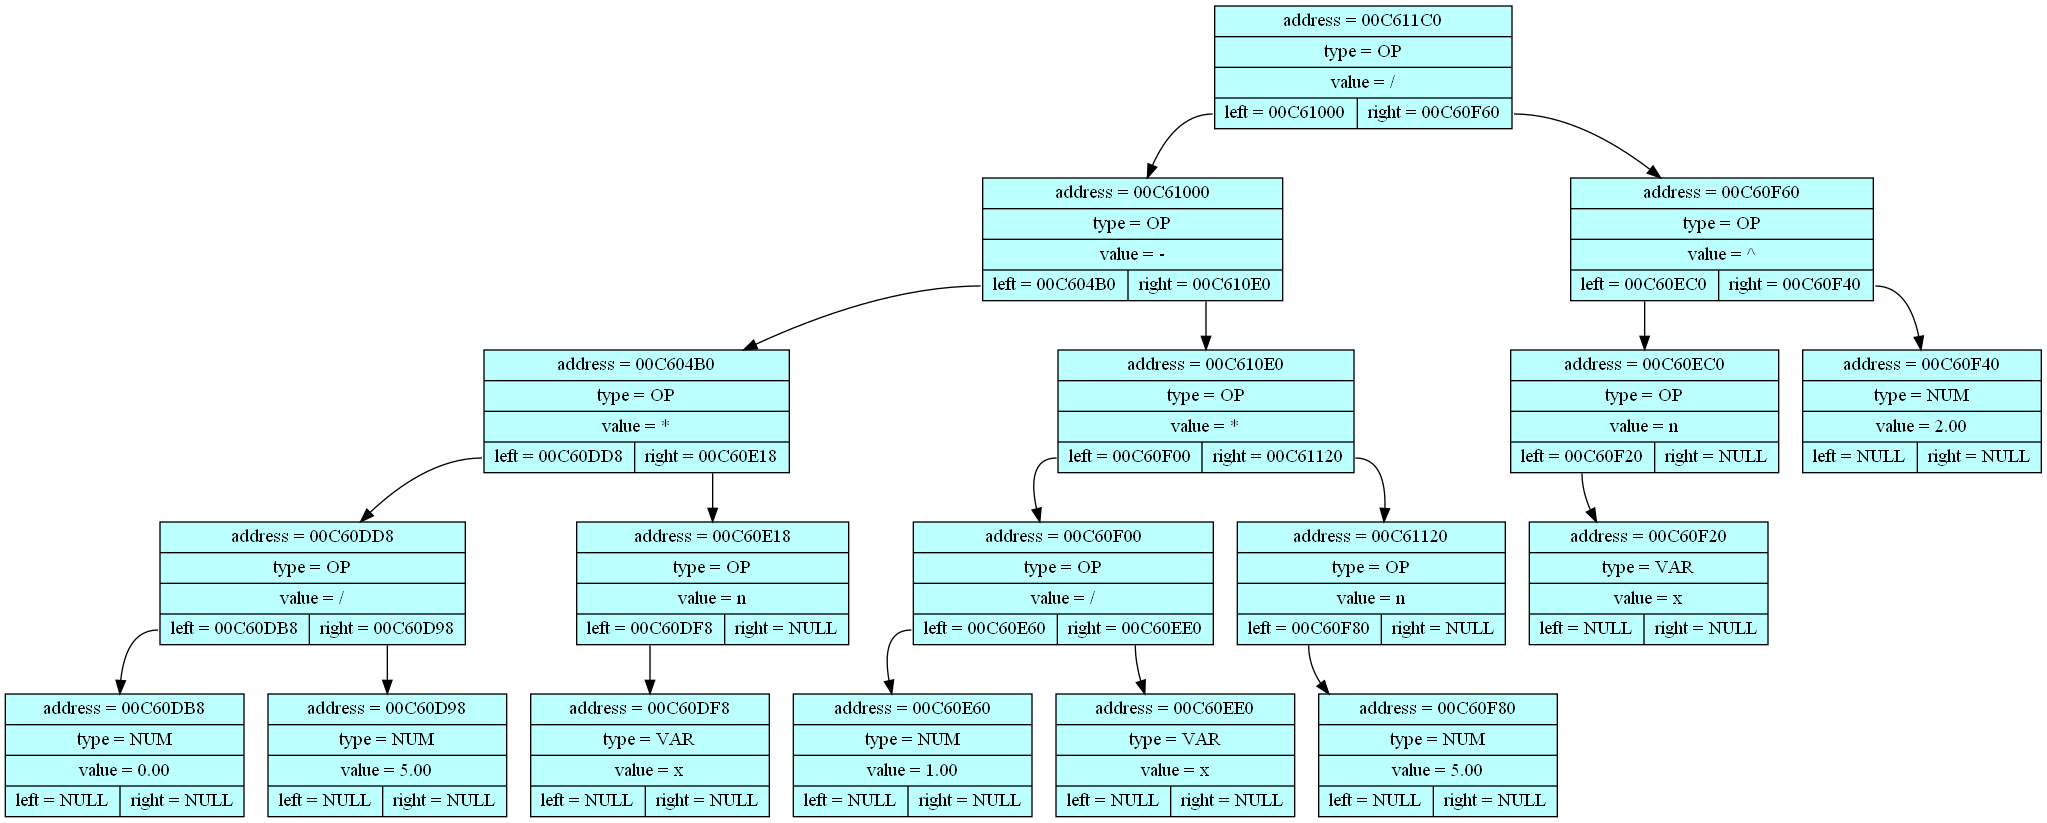 address = 00C611C0
type = OP
value = /
left = 00C61000 right = 00C60F60
address = 00C61000
type = OP
value = -
left = 00C604B0 right = 00C610E0
address = 00C60F60
type = OP
value = ^
left = 00C60EC0 right = 00C60F40
address = 00C604B0
type = OP
value = *
left = 00C60DD8 right = 00C60E18
address = 00C610E0
type = OP
value = *
left = 00C60F00 right = 00C61120
address = 00C60EC0
type = OP
value = n
left = 00C60F20 right = NULL
address = 00C60F40
type = NUM
value = 2.00
left = NULL right = NULL
address = 00C60DD8
type = OP
value = /
left = 00C60DB8 right = 00C60D98
address = 00C60E18
type = OP
value = n
left = 00C60DF8 right = NULL
address = 00C60F00
type = OP
value = /
left = 00C60E60 right = 00C60EE0
address = 00C61120
type = OP
value = n
left = 00C60F80 right = NULL
address = 00C60F20
type = VAR
value = x
left = NULL right = NULL
address = 00C60DB8
type = NUM
value = 0.00
left = NULL right = NULL
address = 00C60D98
type = NUM
value = 5.00
left = NULL right = NULL
address = 00C60DF8
type = VAR
value = x
left = NULL right = NULL
address = 00C60E60
type = NUM
value = 1.00
left = NULL right = NULL
address = 00C60EE0
type = VAR
value = x
left = NULL right = NULL
address = 00C60F80
type = NUM
value = 5.00
left = NULL right = NULL